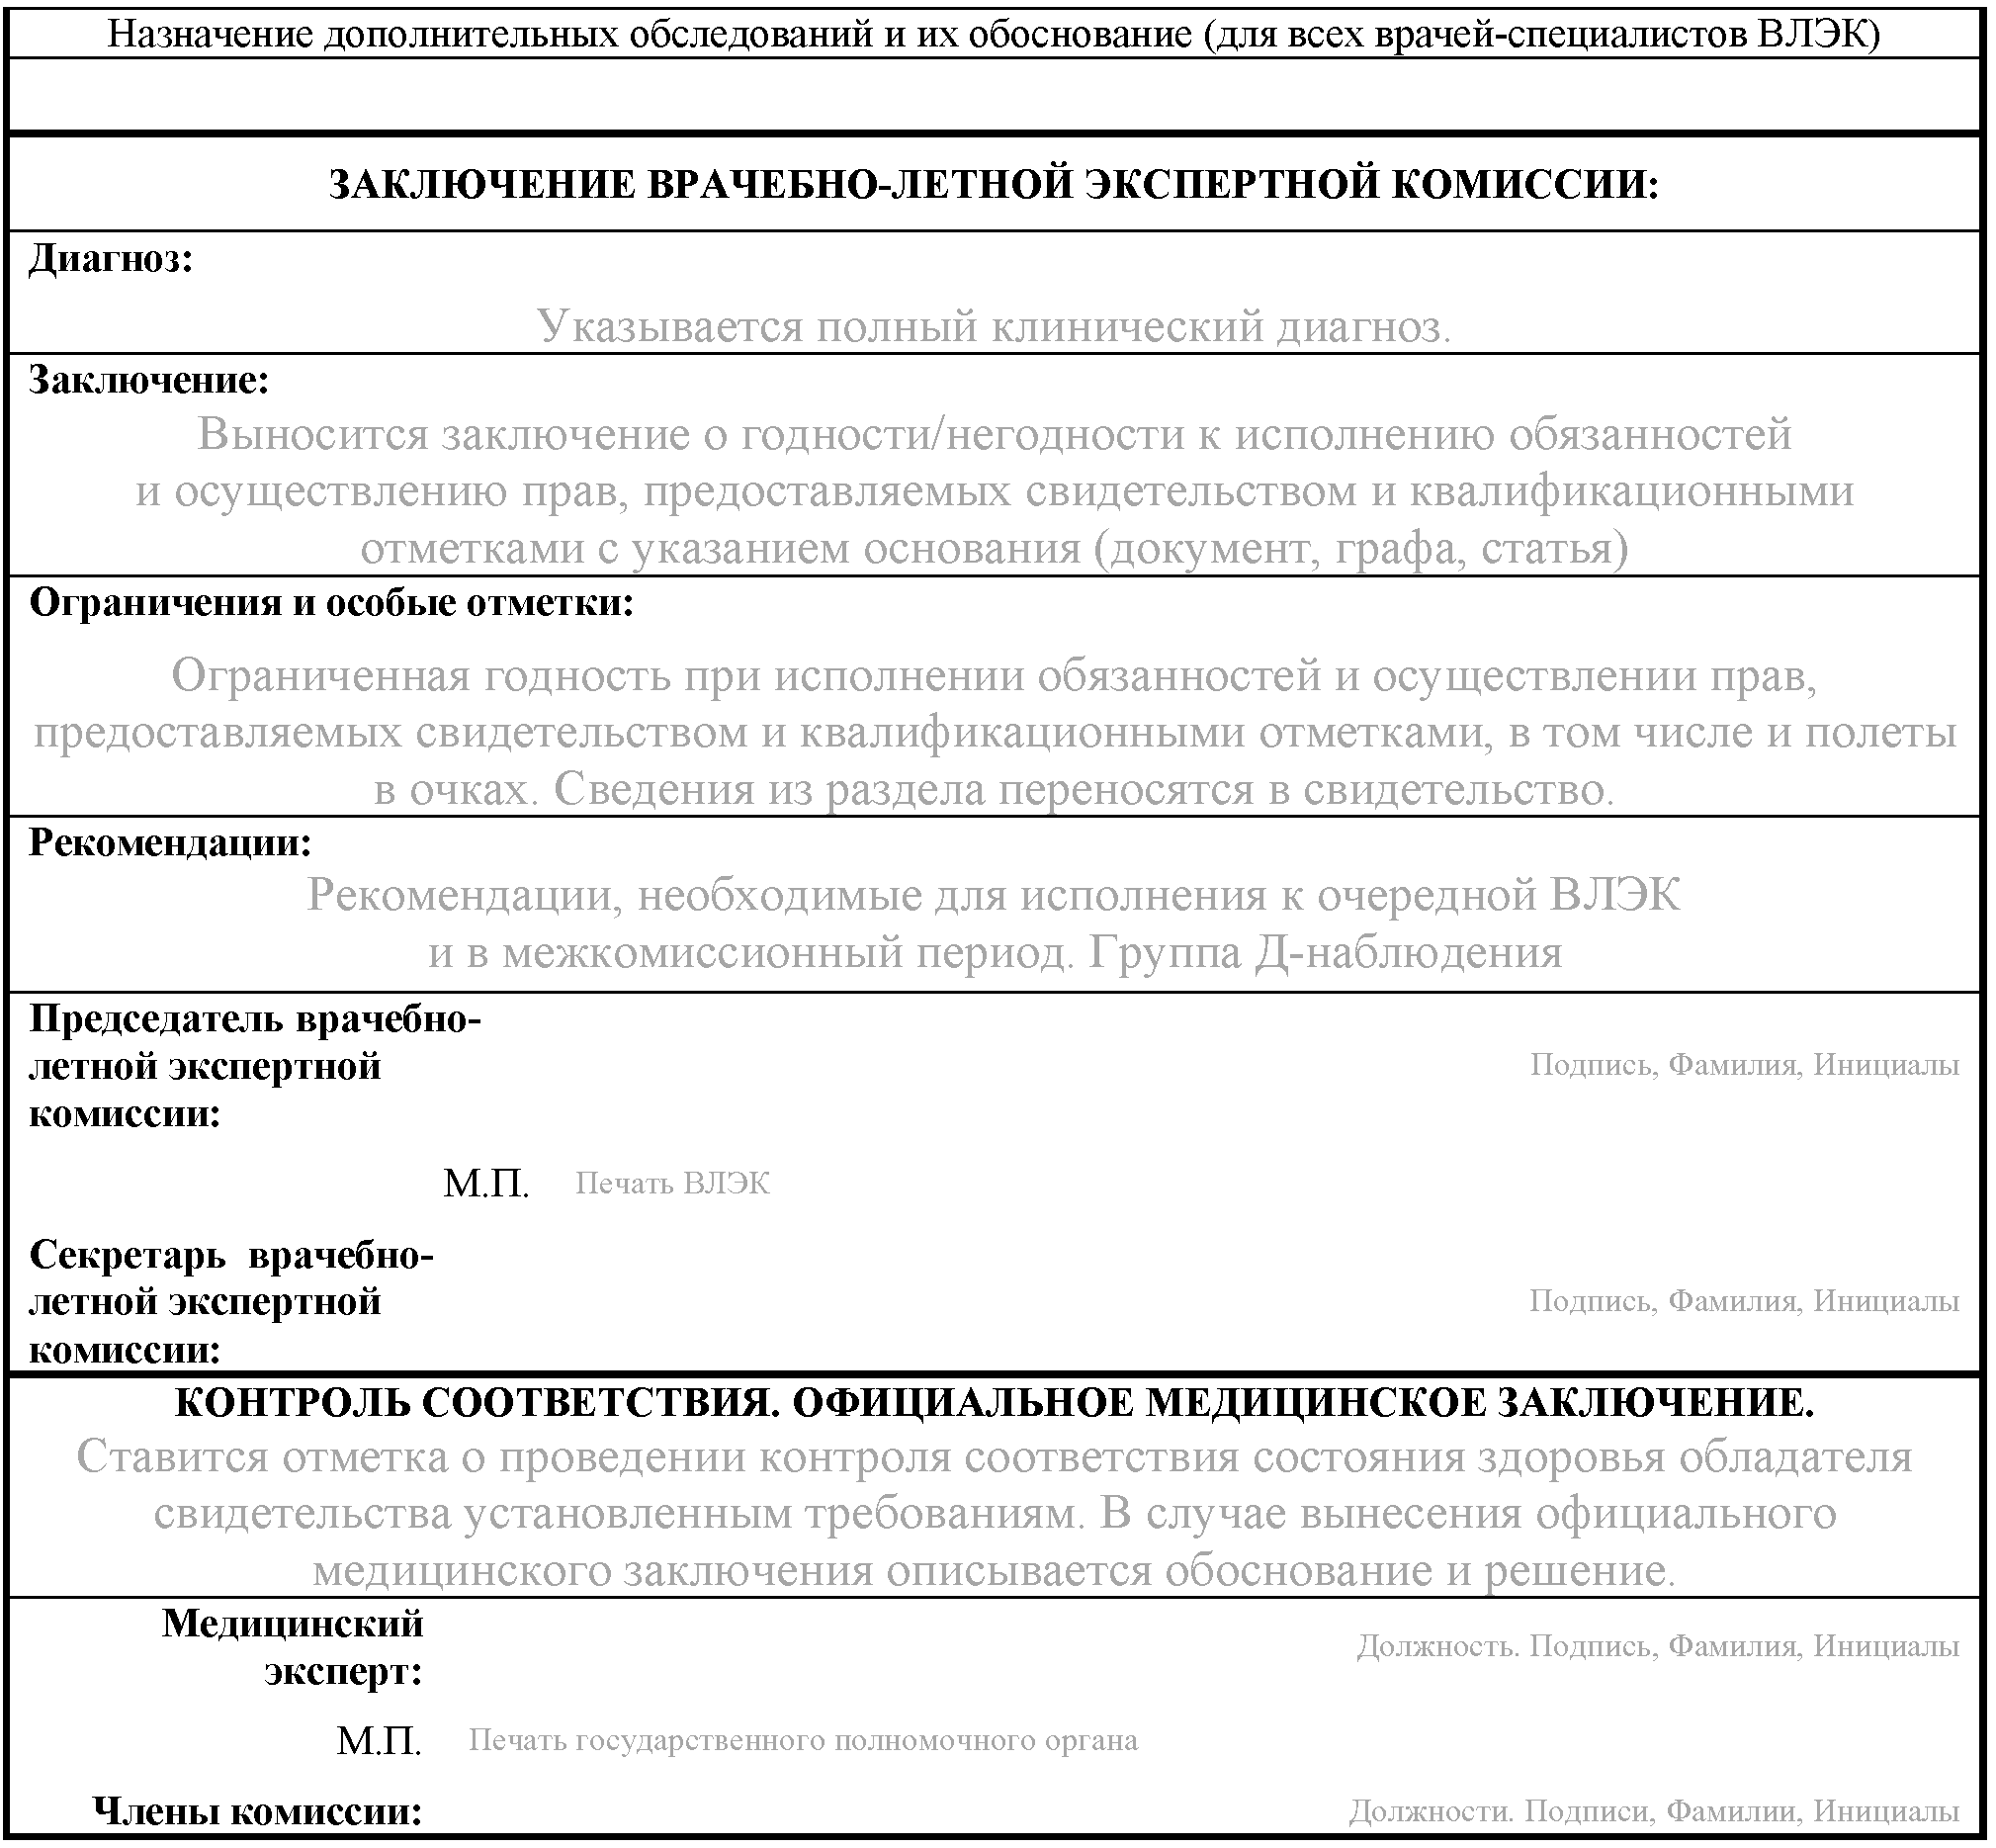 Назначение дополнительных обследований и их обоснование (для всех врачей-специалистов ВЛЭК)
ЗАКЛЮЧЕНИЕ ВРАЧЕБНО-ЛЕТНОЙ ЭКСПЕРТНОЙ КОМИССИИ:
Диагноз:
Указывается полный клинический диагноз.
Заключение:
Выносится заключение о годности/негодности к исполнению обязанностей
и осуществлению прав, предоставляемых свидетельством и квалификационными
отметками с указанием основания (документ, графа, статья)
Ограничения и особые отметки:
Ограниченная годность при исполнении обязанностей и осуществлении прав,
предоставляемых свидетельством и квалификационными отметками, в том числе и полеты
в очках. Сведения из раздела переносятся в свидетельство.
Рекомендации:
Рекомендации, необходимые для исполнения к очередной ВЛЭК
и в межкомиссионный период. Группа Д-наблюдения
Председатель врачебно-
летной экспертной
комиссии:
Подпись, Фамилия, Инициалы
М.П. Печать ВЛЭК
Секретарь врачебно-
летной экспертной
комиссии:
Подпись, Фамилия, Инициалы
КОНТРОЛЬ СООТВЕТСТВИЯ. ОФИЦИАЛЬНОЕ МЕДИЦИНСКОЕ ЗАКЛЮЧЕНИЕ.
Ставится отметка о проведении контроля соответствия состояния здоровья обладателя
свидетельства установленным требованиям. В случае вынесения официального
медицинского заключения описывается обоснование и решение.
Медицинский
эксперт:
Должность. Подпись, Фамилия, Инициалы
М.П. Печать государственного полномочного органа
Члены комиссии: Должности. Подписи, Фамилии, Инициалы